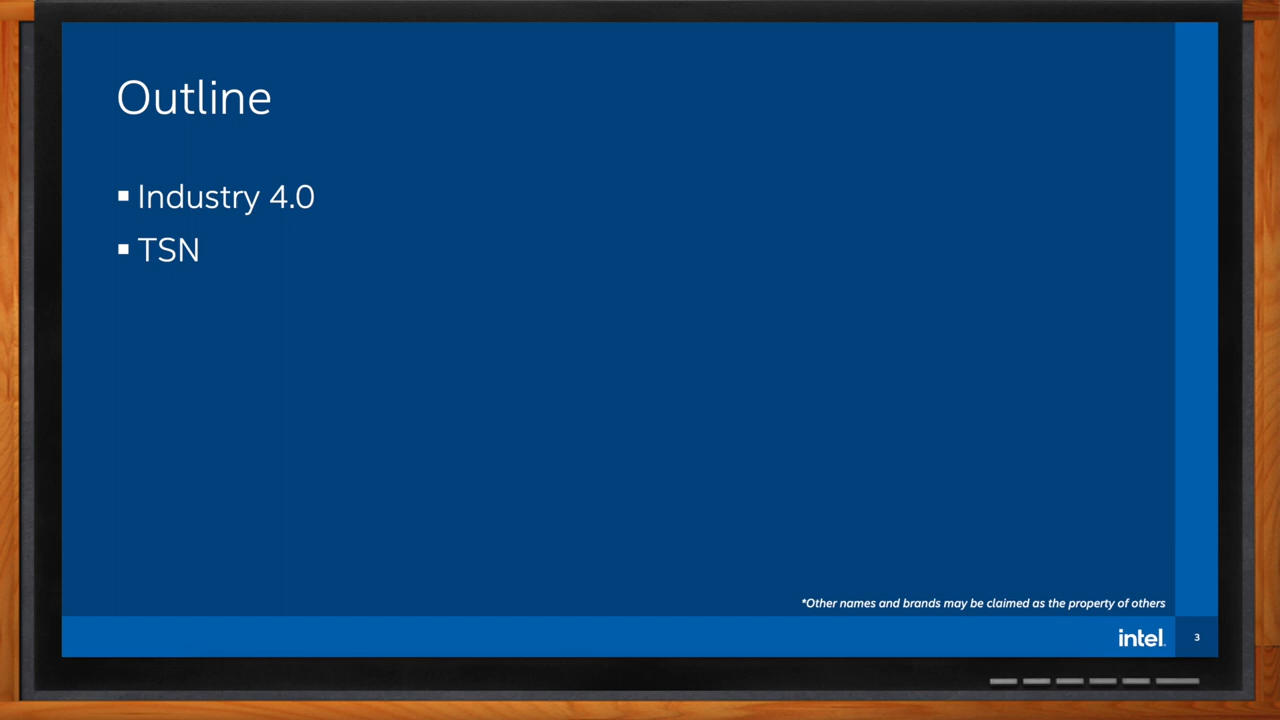 Outline
▪ Industry 4.0
▪ TSN
*Other names and brands may be claimed as the property of others
intel.
3